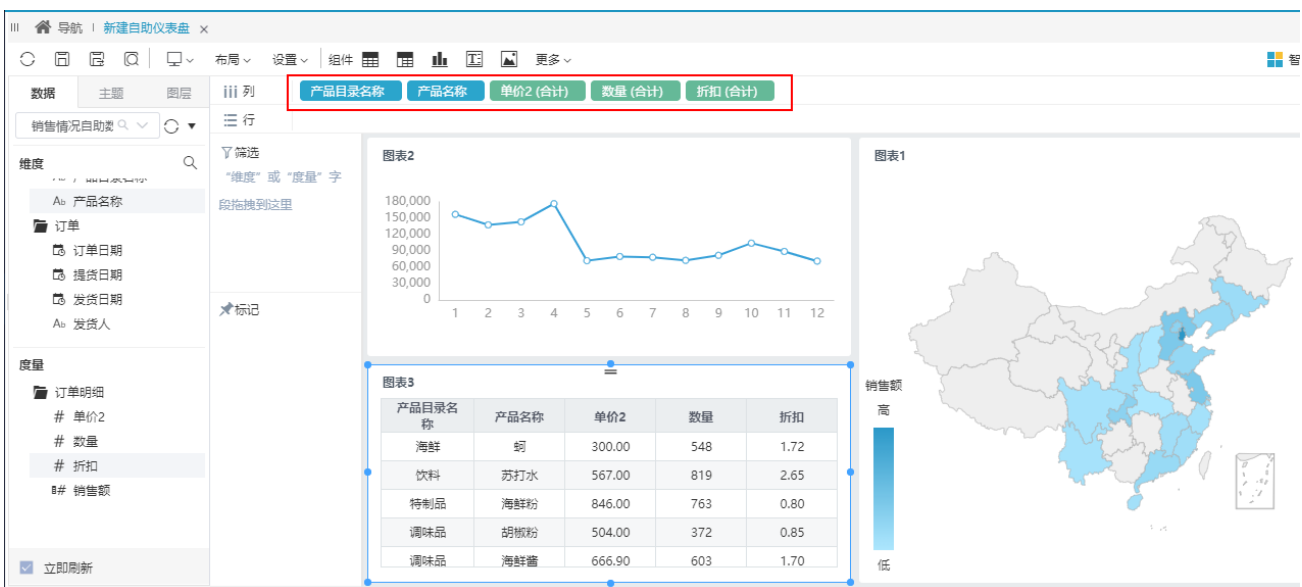 导航 新建自助仪表盘 ×
布局 设置 组件 更多 智
数据 主题 图层
销售情况自助数
维度
产品目录名称
Ab 产品名称
订单
订单日期
提货日期
发货日期
Ab 发货人
度量
订单明细
# 单价2
# 数量
# 折扣
# 销售额
立即刷新
列 产品目录名称 产品名称 单价2 (合计) 数量 (合计) 折扣 (合计)
行
筛选
“维度” 或 “度量” 字
段拖拽到这里
标记
图表2
180,000
150,000
120,000
90,000
60,000
30,000
0
1 2 3 4 5 6 7 8 9 10 11 12
图表3
产品目录名称 产品名称 单价2 数量 折扣
海鲜 蚵 300.00 548 1.72
饮料 苏打水 567.00 819 2.65
特制品 海鲜粉 846.00 763 0.80
调味品 胡椒粉 504.00 372 0.85
调味品 海鲜酱 666.90 603 1.70
图表1
销售额
高
低